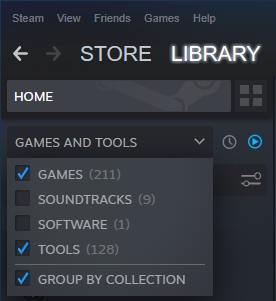 Steam View Friends Games Help
STORE LIBRARY
HOME
GAMES AND TOOLS
GAMES (211)
SOUNDTRACKS (9)
SOFTWARE (1)
TOOLS (128)
GROUP BY COLLECTION